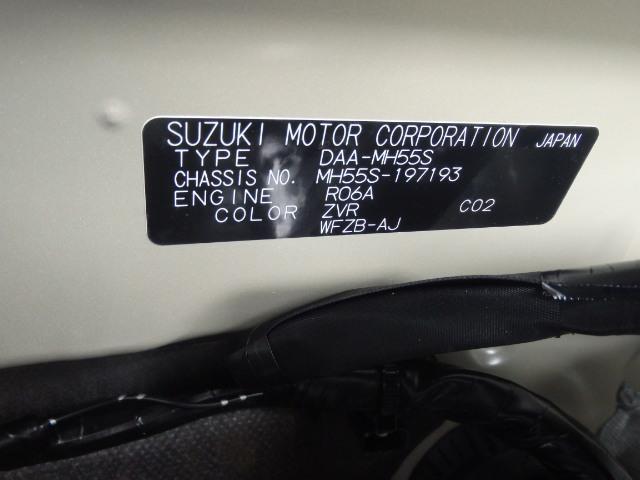 SUZUKI MOTOR CORPORATION JAPAN
TYPE DAA-MH55S
CHASSIS NO. MH55S-197193
ENGINE R06A
COLOR ZVR C02
WFZB-AJ